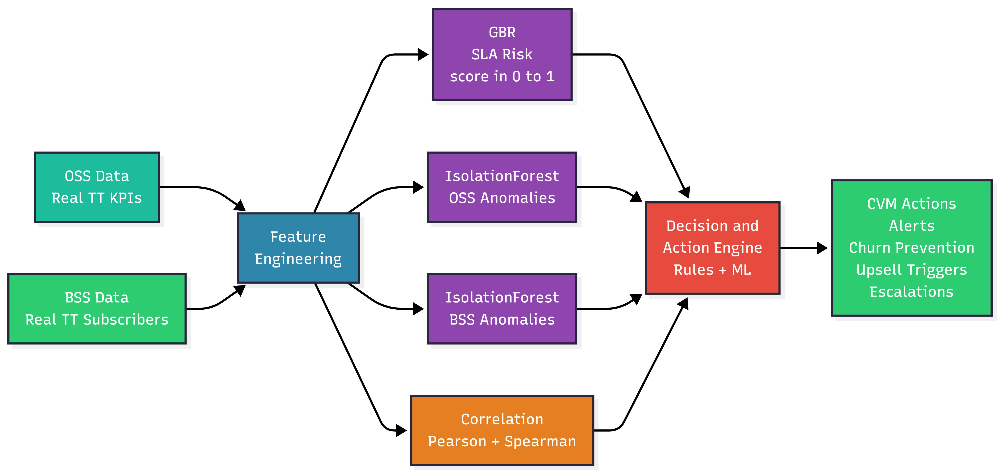 OSS Data
Real TT KPIs
BSS Data
Real TT Subscribers
Feature
Engineering
GBR
SLA Risk
score in 0 to 1
IsolationForest
OSS Anomalies
IsolationForest
BSS Anomalies
Correlation
Pearson + Spearman
Decision and
Action Engine
Rules + ML
CVM Actions
Alerts
Churn Prevention
Upsell Triggers
Escalations